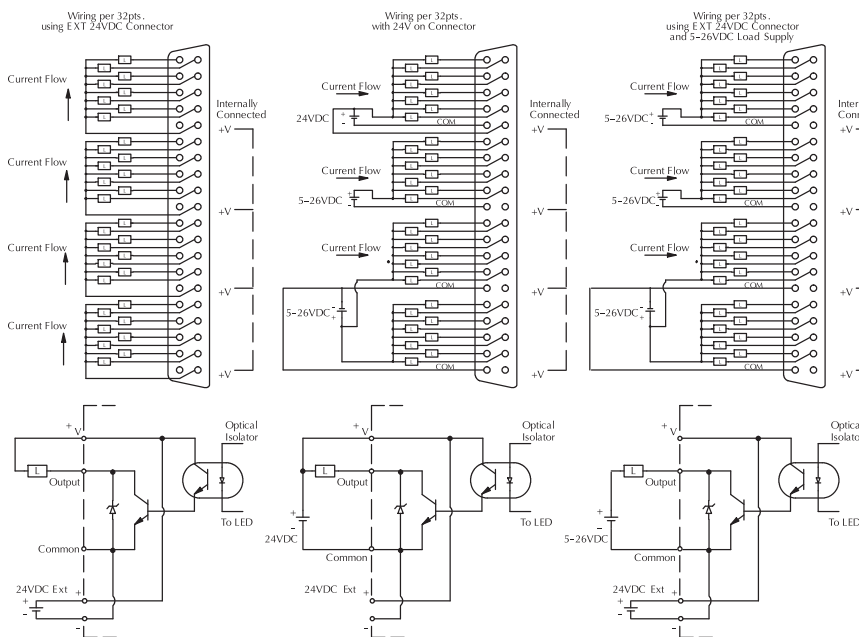 Wiring per 32pts.
using EXT 24VDC Connector
Current Flow
L
L
L
L
L
L
L
L
Internally
Connected
+V
Current Flow
L
L
L
L
L
L
L
L
+V
Current Flow
L
L
L
L
L
L
L
L
+V
Current Flow
L
L
L
L
L
L
L
L
+V
Wiring per 32pts.
with 24V on Connector
Current Flow
L
L
L
L
L
L
L
L
24VDC
+
-
COM
Internally
Connected
+V
Current Flow
L
L
L
L
L
L
L
L
5-26VDC
+
-
COM
+V
Current Flow
L
L
L
L
L
L
L
L
COM
+V
5-26VDC
-
+
L
L
L
L
L
L
L
L
COM
+V
Wiring per 32pts.
using EXT 24VDC Connector
and 5-26VDC Load Supply
Current Flow
L
L
L
L
L
L
L
L
5-26VDC
+
-
COM
+V
Current Flow
L
L
L
L
L
L
L
L
5-26VDC
+
-
COM
+V
Current Flow
L
L
L
L
L
L
L
L
COM
+V
5-26VDC
-
+
L
L
L
L
L
L
L
L
COM
+V
+ V
Optical
Isolator
L
Output
To LED
Common
24VDC Ext
+
+
-
-
+ V
Optical
Isolator
L
Output
+
-
24VDC
To LED
Common
24VDC Ext
+
-
+ V
Optical
Isolator
L
Output
+
-
5-26VDC
To LED
Common
24VDC Ext
+
+
-
-